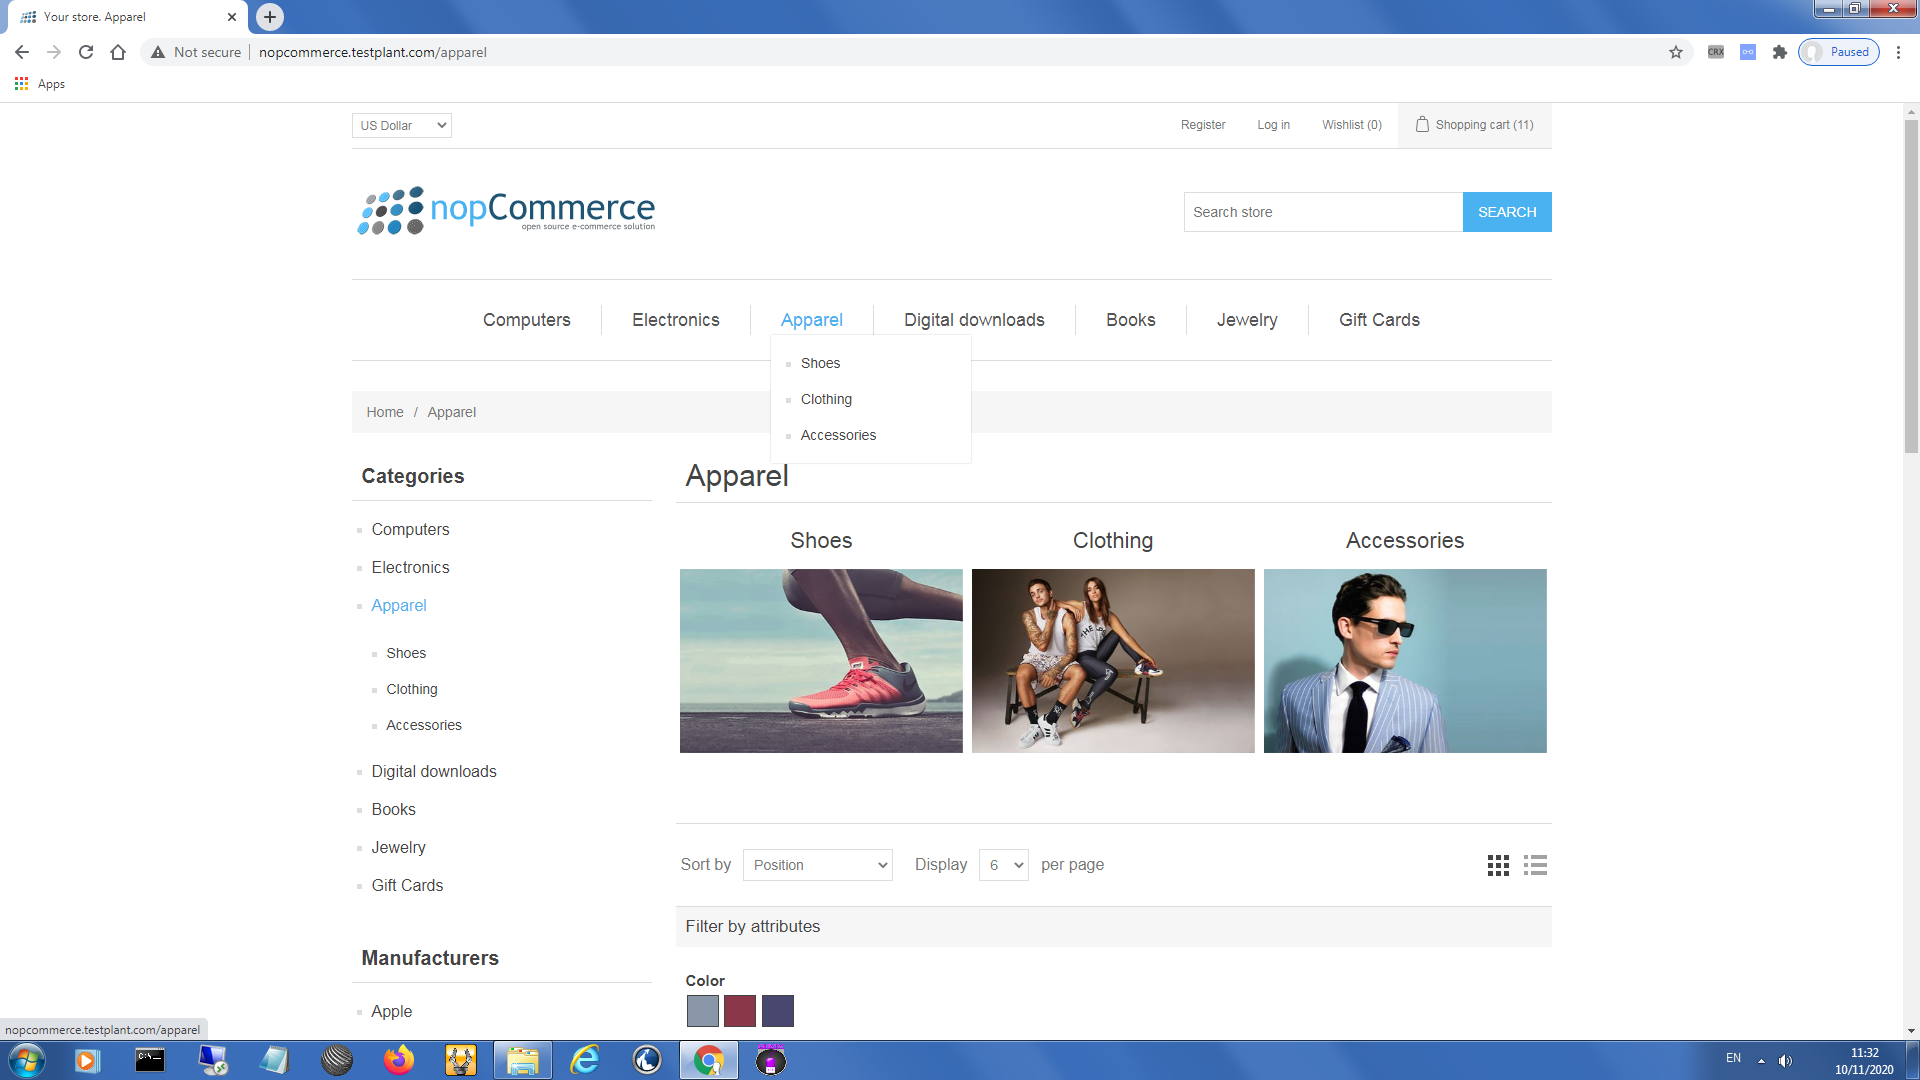 Your store. Apparel
Not secure
nopcommerce.testplant.com/apparel
CRX
Paused
Apps
US Dollar
Register
Log in
Wishlist (0)
Shopping cart (11)
nopCommerce
open source e-commerce solution
Search store
SEARCH
Computers
Electronics
Apparel
Digital downloads
Books
Jewelry
Gift Cards
Shoes
Clothing
Accessories
Home / Apparel
Categories
Computers
Electronics
Apparel
Shoes
Clothing
Accessories
Digital downloads
Books
Jewelry
Gift Cards
Manufacturers
Apple
Apparel
Shoes
Clothing
Accessories
Sort by
Position
Display
6
per page
Filter by attributes
Color
nopcommerce.testplant.com/apparel
EN
11:32
10/11/2020